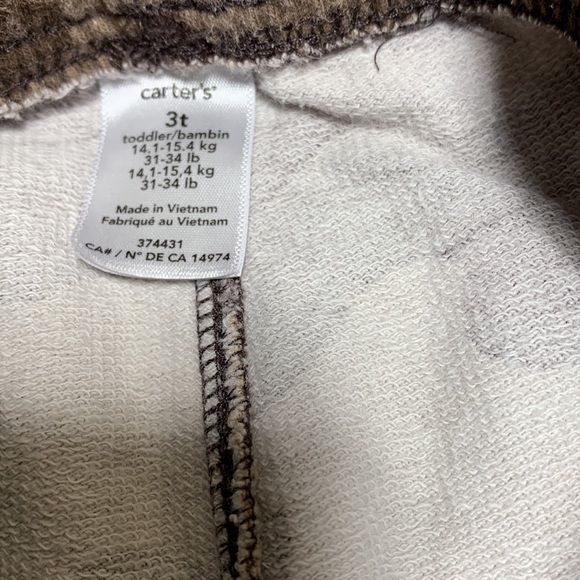 carter's
3t
toddler/bambin
14.1-15.4 kg
31-34 lb
14,1-15,4 kg
31-34 lb
Made in Vietnam
Fabriqué au Vietnam
374431
CA# / N° DE CA 14974